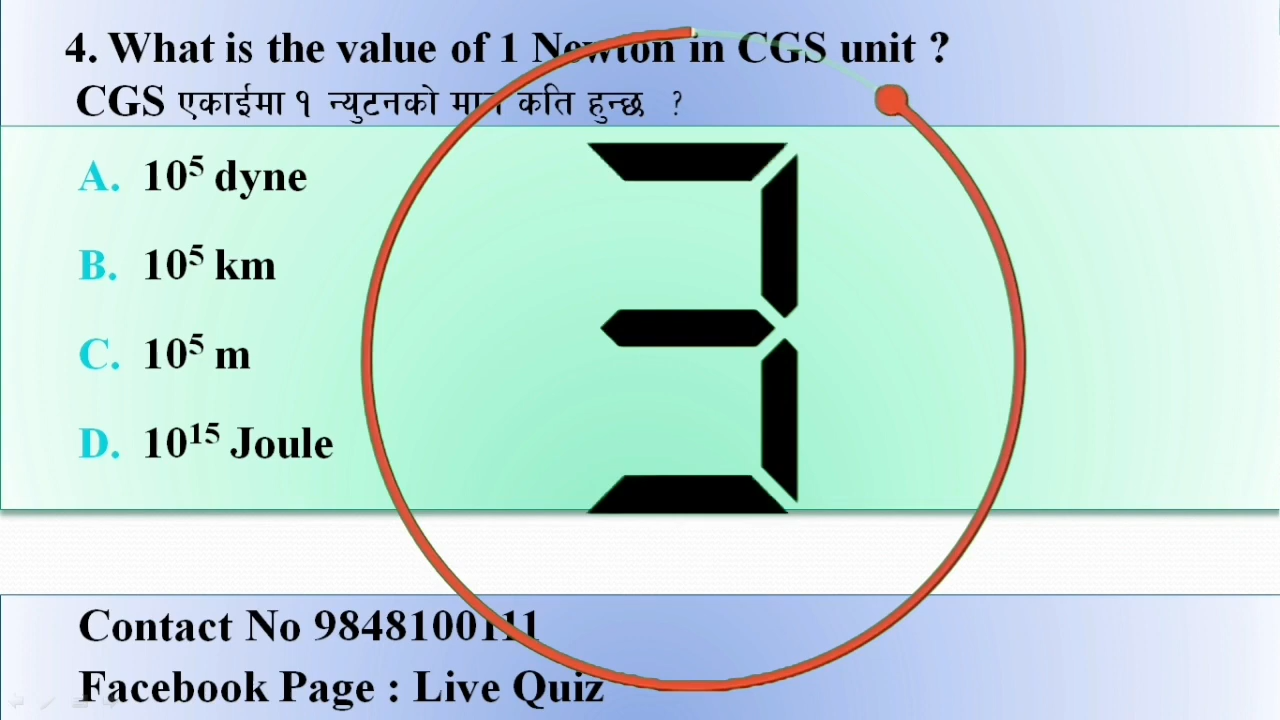 4. What is the value of 1 Newton in CGS unit ?
CGS एकाईमा १ न्युटनको मान कति हुन्छ ?
A. 10⁵ dyne
B. 10⁵ km
C. 10⁵ m
D. 10¹⁵ Joule
3
Contact No 9848100111
Facebook Page : Live Quiz